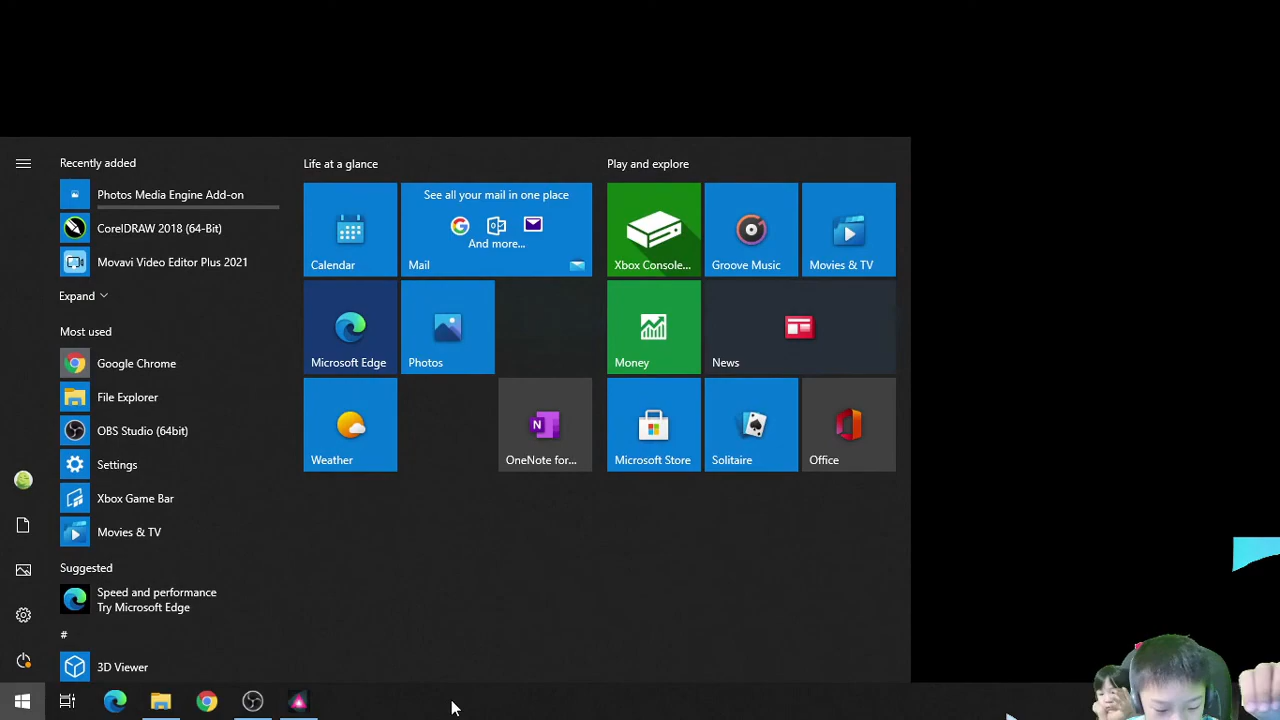 Recently added
Photos Media Engine Add-on
CorelDRAW 2018 (64-Bit)
Movavi Video Editor Plus 2021
Expand
Most used
Google Chrome
File Explorer
OBS Studio (64bit)
Settings
Xbox Game Bar
Movies & TV
Suggested
Speed and performance
Try Microsoft Edge
#
3D Viewer
Life at a glance
Calendar
See all your mail in one place
And more...
Mail
Microsoft Edge
Photos
Weather
N
OneNote for...
Play and explore
Xbox Console...
Groove Music
Movies & TV
Money
News
Microsoft Store
Solitaire
Office